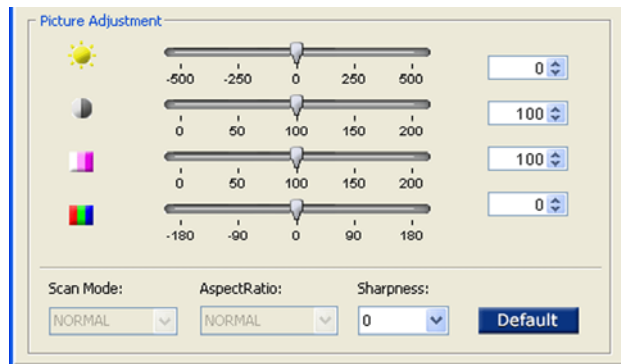 Picture Adjustment
-500 -250 0 250 500
0
0 50 100 150 200
100
0 50 100 150 200
100
-180 -90 0 90 180
0
Scan Mode: AspectRatio: Sharpness:
NORMAL NORMAL 0 Default